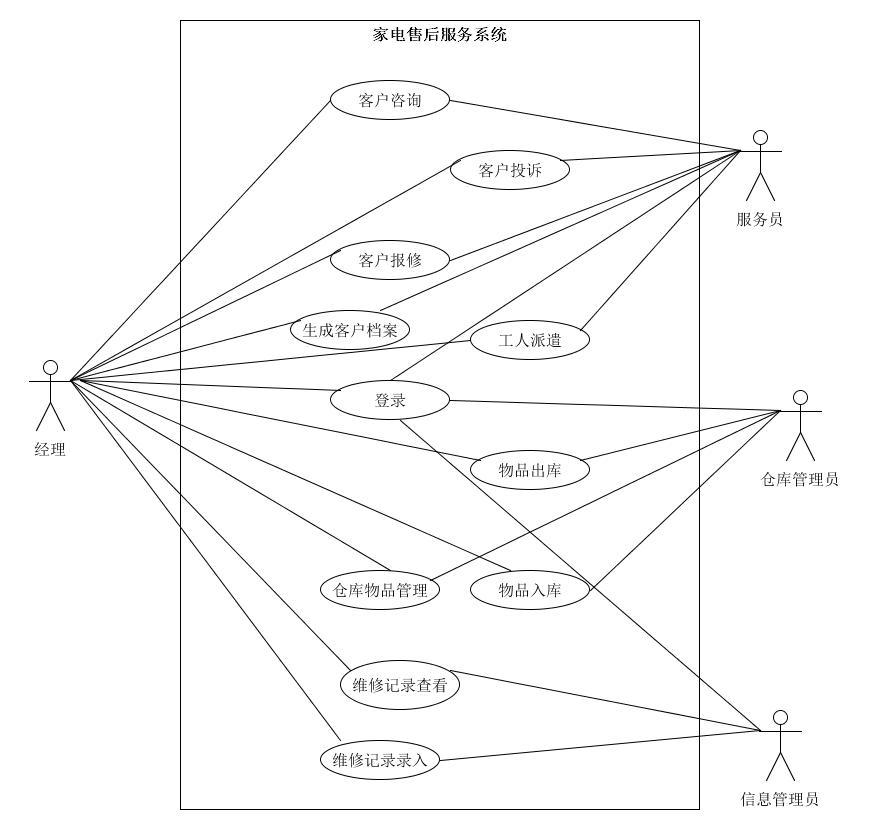 家电售后服务系统
客户咨询
客户投诉
服务员
客户报修
生成客户档案
工人派遣
经理
登录
仓库管理员
物品出库
仓库物品管理
物品入库
维修记录查看
维修记录录入
信息管理员